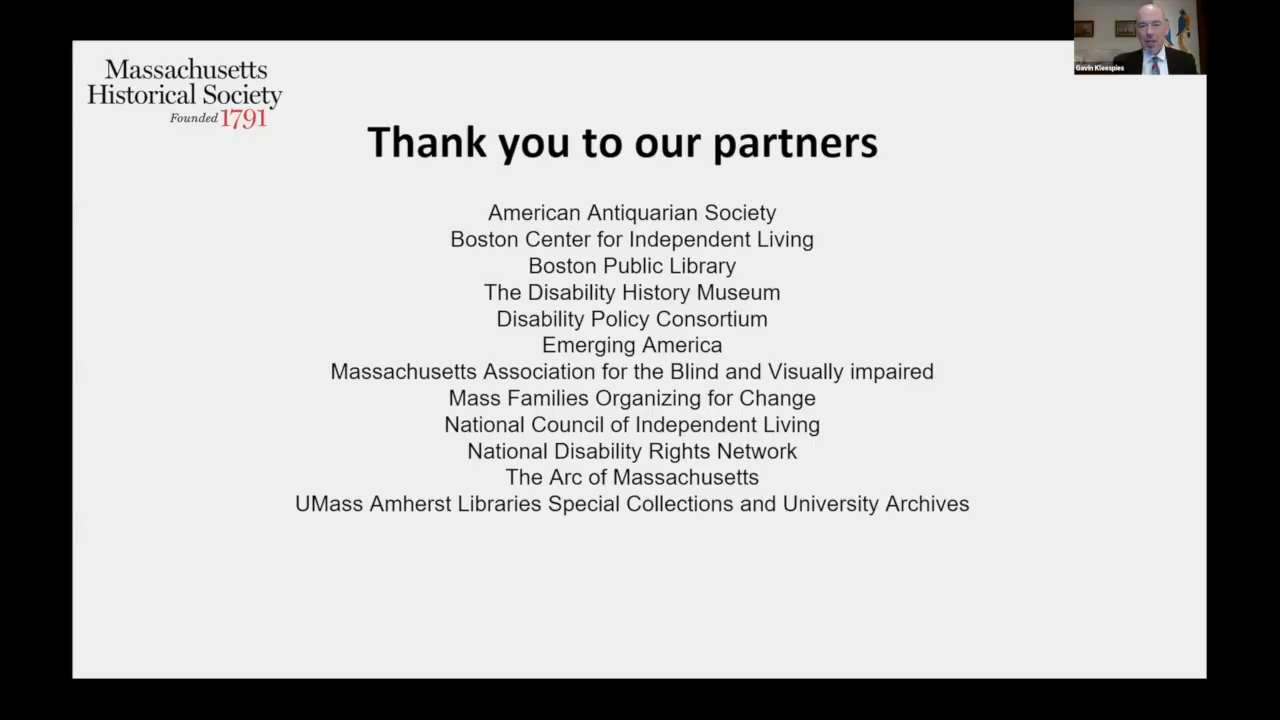 Massachusetts
Historical Society
Founded 1791
Gavin Kleespies
Thank you to our partners
American Antiquarian Society
Boston Center for Independent Living
Boston Public Library
The Disability History Museum
Disability Policy Consortium
Emerging America
Massachusetts Association for the Blind and Visually impaired
Mass Families Organizing for Change
National Council of Independent Living
National Disability Rights Network
The Arc of Massachusetts
UMass Amherst Libraries Special Collections and University Archives